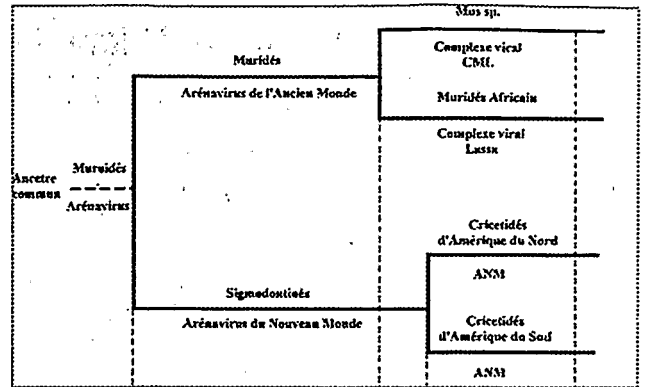 Mus sp.
Complexe viral
CML
Muridés
Arénavirus de l'Ancien Monde
Muridés Africain
Complexe viral
Lassa
Muruidés
Ancetre
commun
Arénavirus
Cricetidés
d'Amérique du Nord
ANM
Sigmodontinés
Arénavirus du Nouveau Monde
Cricetidés
d'Amérique du Sud
ANM